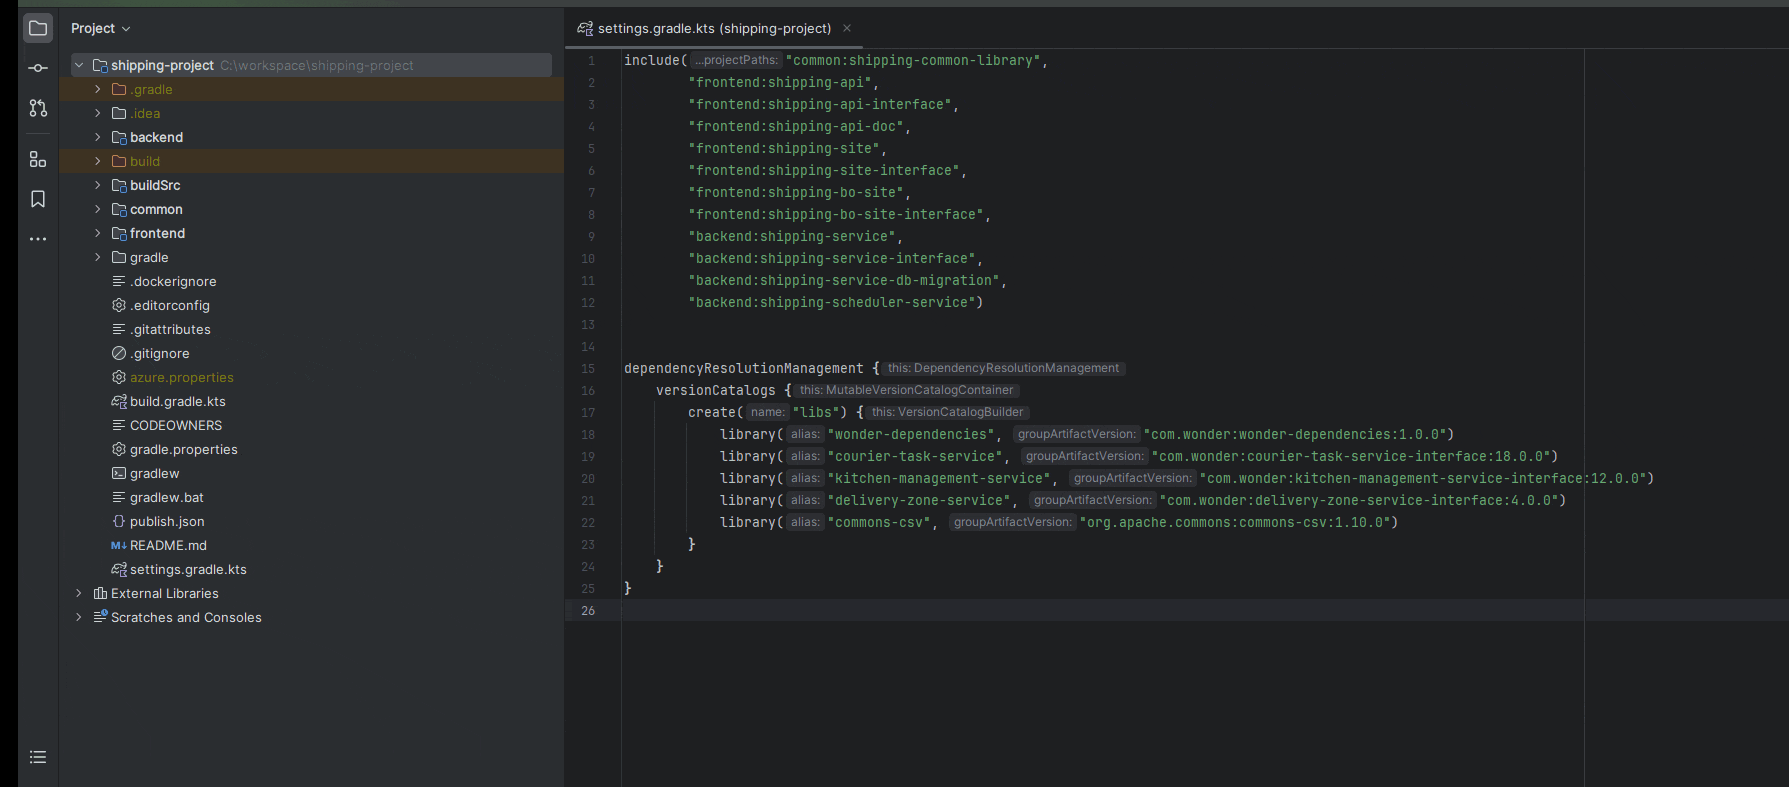 Project
shipping-project C:\workspace\shipping-project
.gradle
.idea
backend
build
buildSrc
common
frontend
gradle
.dockerignore
.editorconfig
.gitattributes
.gitignore
azure.properties
build.gradle.kts
CODEOWNERS
gradle.properties
gradlew
gradlew.bat
publish.json
README.md
settings.gradle.kts
External Libraries
Scratches and Consoles
settings.gradle.kts (shipping-project)
1 include( ...projectPaths: "common:shipping-common-library",
2 "frontend:shipping-api",
3 "frontend:shipping-api-interface",
4 "frontend:shipping-api-doc",
5 "frontend:shipping-site",
6 "frontend:shipping-site-interface",
7 "frontend:shipping-bo-site",
8 "frontend:shipping-bo-site-interface",
9 "backend:shipping-service",
10 "backend:shipping-service-interface",
11 "backend:shipping-service-db-migration",
12 "backend:shipping-scheduler-service")
13
14
15 dependencyResolutionManagement { this: DependencyResolutionManagement
16 versionCatalogs { this: MutableVersionCatalogContainer
17 create( name: "libs") { this: VersionCatalogBuilder
18 library( alias: "wonder-dependencies", groupArtifactVersion: "com.wonder:wonder-dependencies:1.0.0")
19 library( alias: "courier-task-service", groupArtifactVersion: "com.wonder:courier-task-service-interface:18.0.0")
20 library( alias: "kitchen-management-service", groupArtifactVersion: "com.wonder:kitchen-management-service-interface:12.0.0")
21 library( alias: "delivery-zone-service", groupArtifactVersion: "com.wonder:delivery-zone-service-interface:4.0.0")
22 library( alias: "commons-csv", groupArtifactVersion: "org.apache.commons:commons-csv:1.10.0")
23 }
24 }
25 }
26